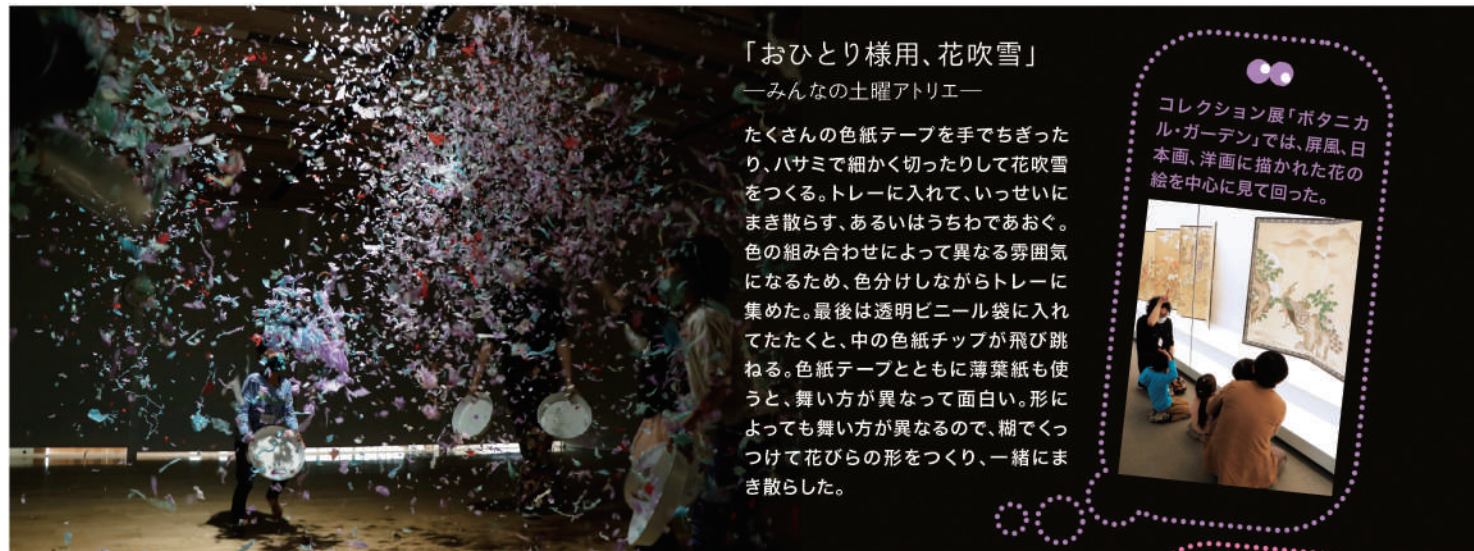 「おひとり様用、花吹雪」
—みんなの土曜アトリエ—
たくさんの色紙テープを手でちぎった
り、ハサミで細かく切ったりして花吹雪
をつくる。トレーに入れて、いっせいに
まき散らす、あるいはうちわであおぐ。
色の組み合わせによって異なる雰囲気
になるため、色分けしながらトレーに
集めた。最後は透明ビニール袋に入れ
てたたくと、中の色紙チップが飛び跳
ねる。色紙テープとともに薄葉紙も使
うと、舞い方が異なって面白い。形に
よっても舞い方が異なるので、糊でくっ
つけて花びらの形をつくり、一緒にま
き散らした。
コレクション展「ボタニカ
ル・ガーデン」では、屏風、日
本画、洋画に描かれた花の
絵を中心に見て回った。